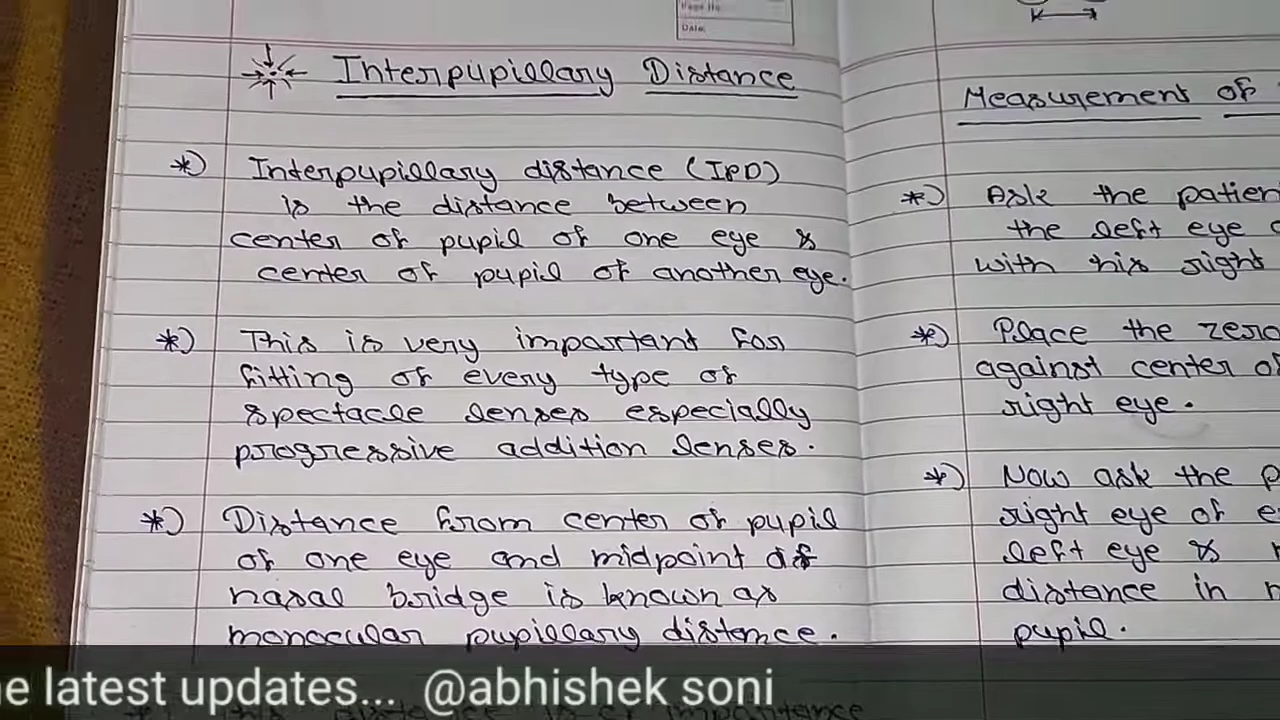 Page No
Date:
Interpupillary Distance
*) Interpupillary distance (IPD)
is the distance between
center of pupil of one eye &
center of pupil of another eye.
*) This is very important for
fitting of every type of
spectacle lenses especially
progressive addition lenses.
*) Distance from center of pupil
of one eye and midpoint of
nasal bridge is known as
monocular pupillary distance.
Measurement of
*) Ask the patien
the left eye
with his right
*) Place the zero
against center of
right eye.
*) Now ask the p
right eye of e
left eye &
distance in
pupil.
e latest updates... @abhishek soni